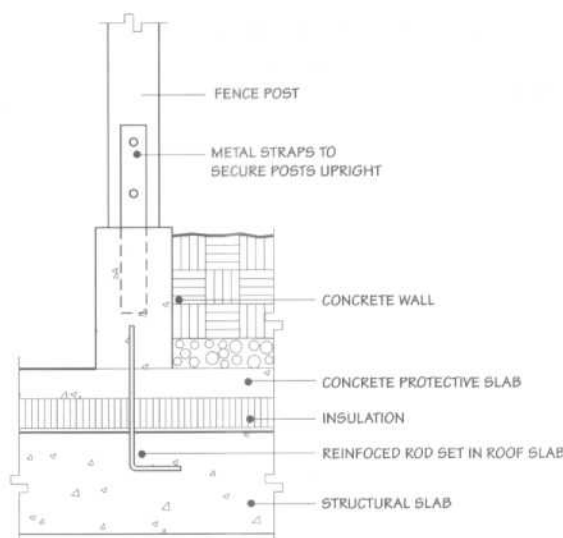 FENCE POST
METAL STRAPS TO
SECURE POSTS UPRIGHT
CONCRETE WALL
CONCRETE PROTECTIVE SLAB
INSULATION
REINFOCED ROD SET IN ROOF SLAB
STRUCTURAL SLAB